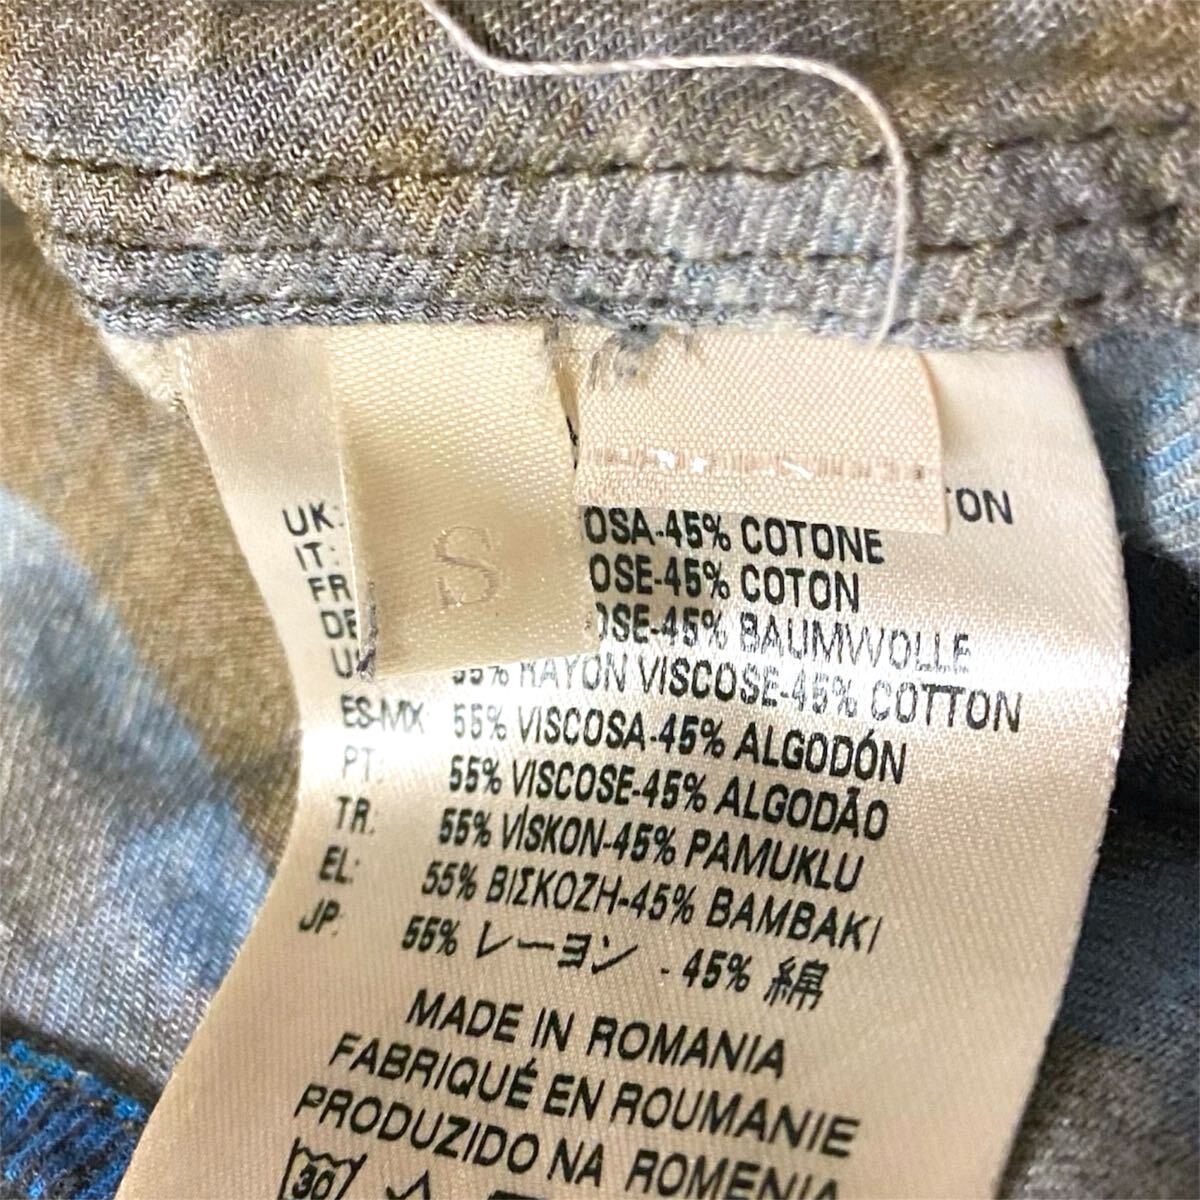 UK: TON
IT: OSA-45% COTONE
FR OSE-45% COTON
DE OSE-45% BAUMWOLLE
US 55% RAYON VISCOSE-45% COTTON
ES-MX: 55% VISCOSA-45% ALGODÓN
PT: 55% VISCOSE-45% ALGODÃO
TR: 55% VİSKON-45% PAMUKLU
EL: 55% ΒΙΣΚΟΖΗ-45% ΒΑΜΒΑΚΙ
JP: 55% レーヨン - 45% 綿
S
MADE IN ROMANIA
FABRIQUÉ EN ROUMANIE
PRODUZIDO NA ROMENIA
30